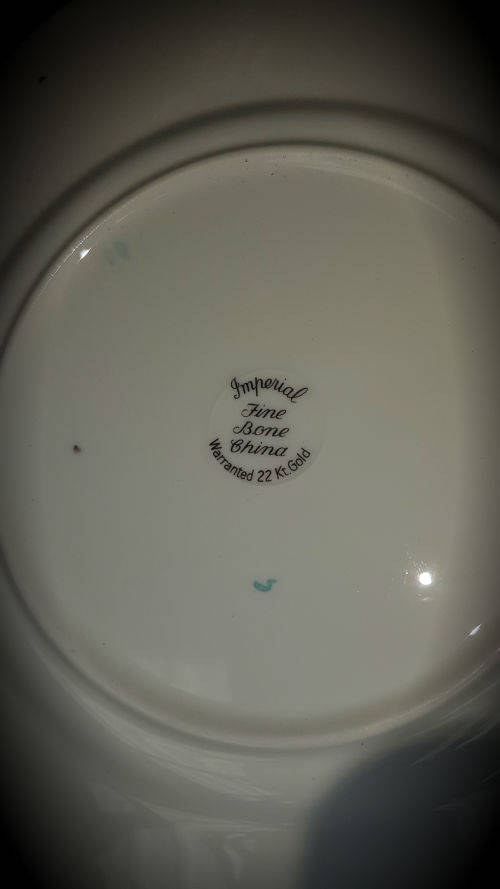 Imperial
Fine
Bone
China
Warranted 22 Kt.Gold